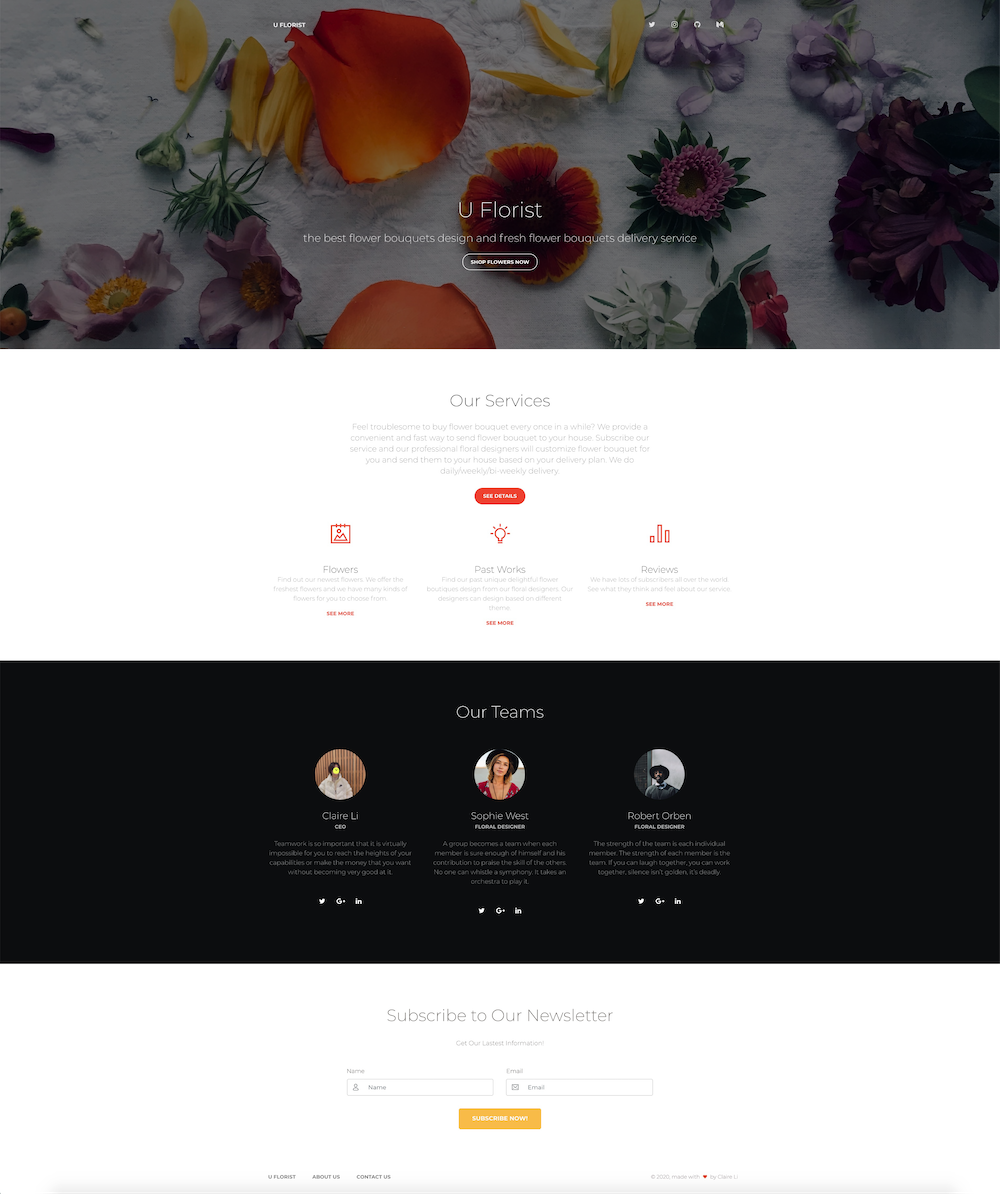 U FLORIST
U Florist
the best flower bouquets design and fresh flower bouquets delivery service
SHOP FLOWERS NOW
Our Services
Feel troublesome to buy flower bouquet every once in a while? We provide a
convenient and fast way to send flower bouquet to your house. Subscribe our
service and our professional floral designers will customize flower bouquet for
you and send them to your house based on your delivery plan. We do
daily/weekly/bi-weekly delivery.
SEE DETAILS
Flowers
Find out our newest flowers. We offer the
freshest flowers and we have many kinds of
flowers for you to choose from.
SEE MORE
Past Works
Find our past unique delightful flower
boutiques design from our floral designers. Our
designers can design based on different
theme.
SEE MORE
Reviews
We have lots of subscribers all over the world.
See what they think and feel about our service.
SEE MORE
Our Teams
Claire Li
CEO
Teamwork is so important that it is virtually
impossible for you to reach the heights of your
capabilities or make the money that you want
without becoming very good at it.
Sophie West
FLORAL DESIGNER
A group becomes a team when each
member is sure enough of himself and his
contribution to praise the skill of the others.
No one can whistle a symphony. It takes an
orchestra to play it.
Robert Orben
FLORAL DESIGNER
The strength of the team is each individual
member. The strength of each member is the
team. If you can laugh together, you can work
together, silence isn't golden, it's deadly.
Subscribe to Our Newsletter
Get Our Lastest Information!
Name
Email
Name
Email
SUBSCRIBE NOW!
U FLORIST ABOUT US CONTACT US
© 2020, made with ♥ by Claire Li